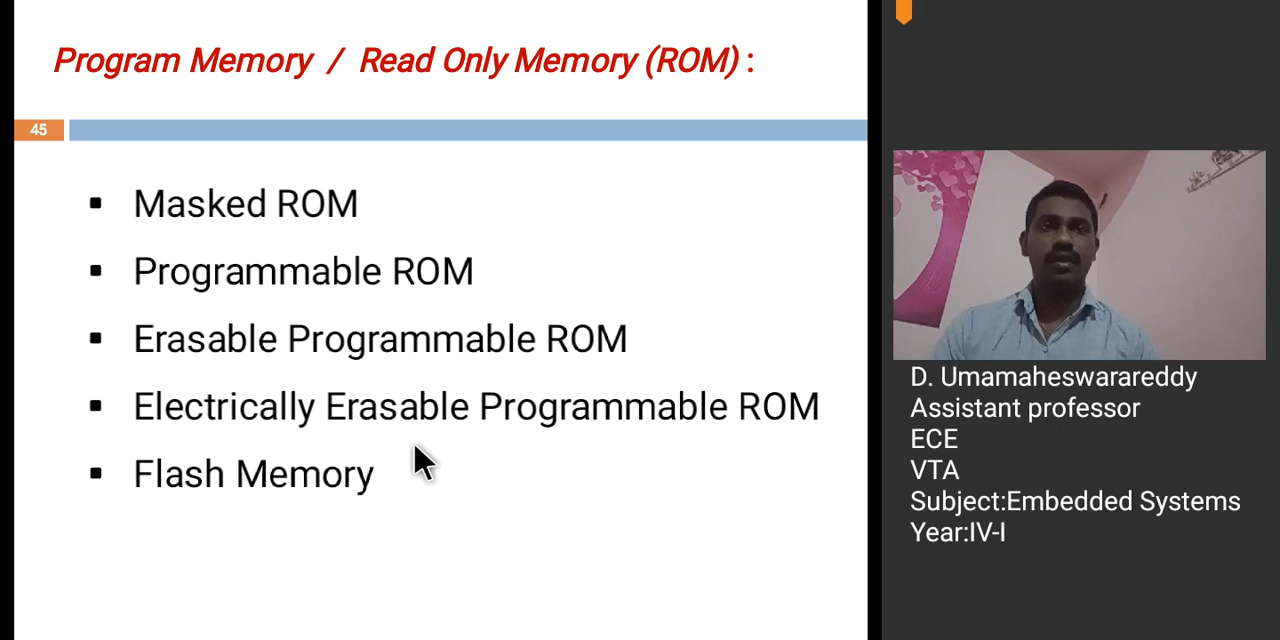 Program Memory / Read Only Memory (ROM) :
45
▪ Masked ROM
▪ Programmable ROM
▪ Erasable Programmable ROM
▪ Electrically Erasable Programmable ROM
▪ Flash Memory
D. Umamaheswarareddy
Assistant professor
ECE
VTA
Subject:Embedded Systems
Year:IV-I